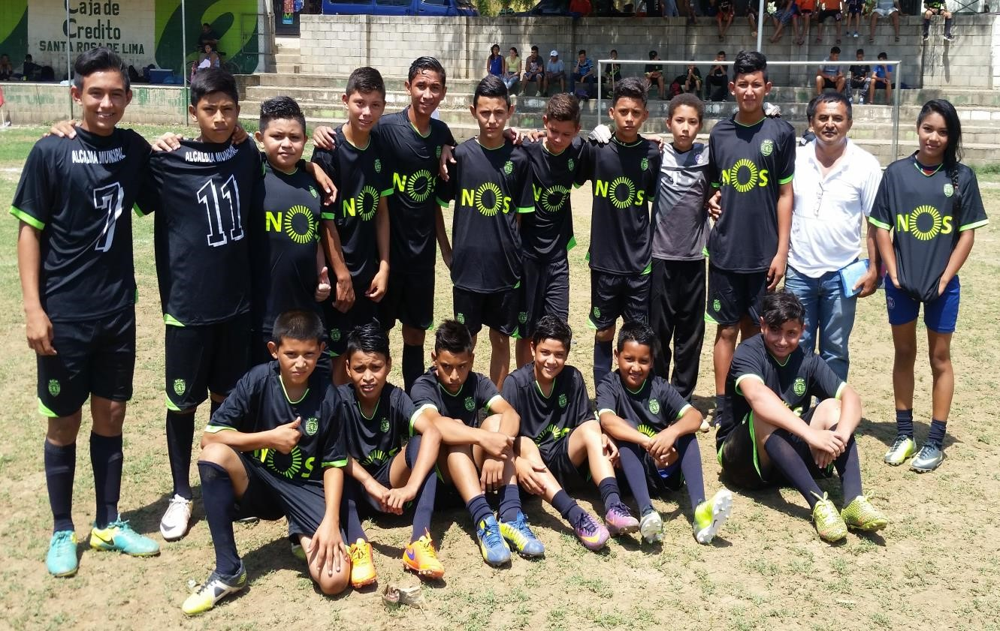 Caja de
Credito
SANTA ROSA DE LIMA
ALCALDIA MUNICIPAL
7
ALCALDIA MUNICIPAL
11
NOS
NOS
NOS
NOS
NOS
NOS
NOS
NOS
NOS